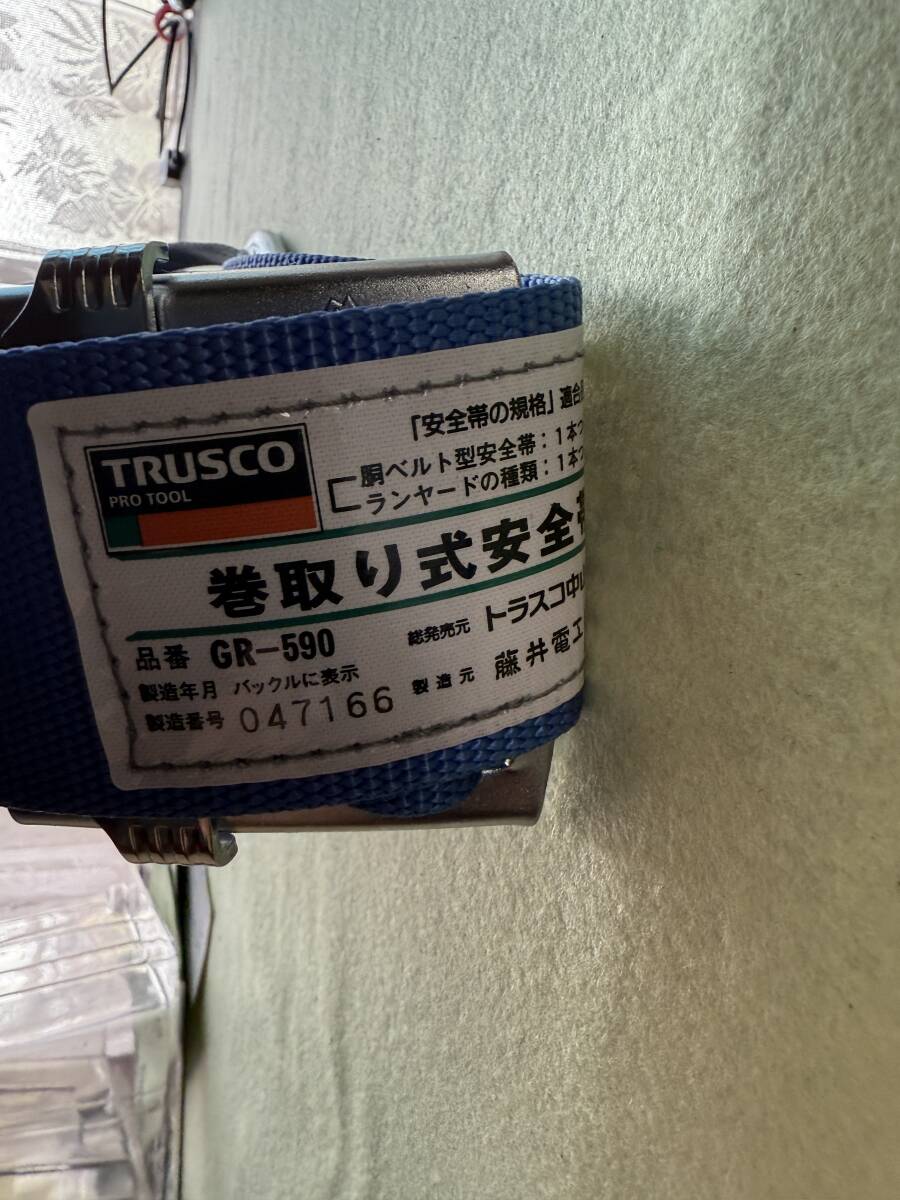 「安全帯の規格」適合
胴ベルト型安全帯：1本つ
ランヤードの種類：1本つ
TRUSCO
PRO TOOL
巻取り式安全
品番 GR-590
総発売元 トラスコ中
製造年月 バックルに表示
製造元 藤井電工
製造番号 047166